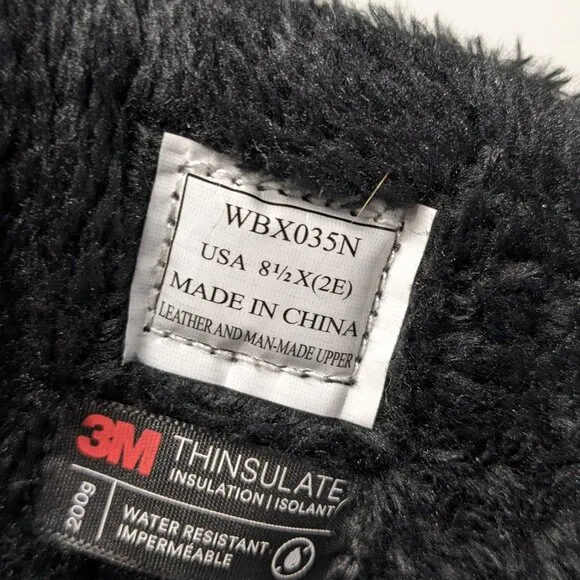 WBX035N
USA 8½X(2E)
MADE IN CHINA
LEATHER AND MAN-MADE UPPER
3M THINSULATE
INSULATION | ISOLANT
200g
WATER RESISTANT
IMPERMÉABLE